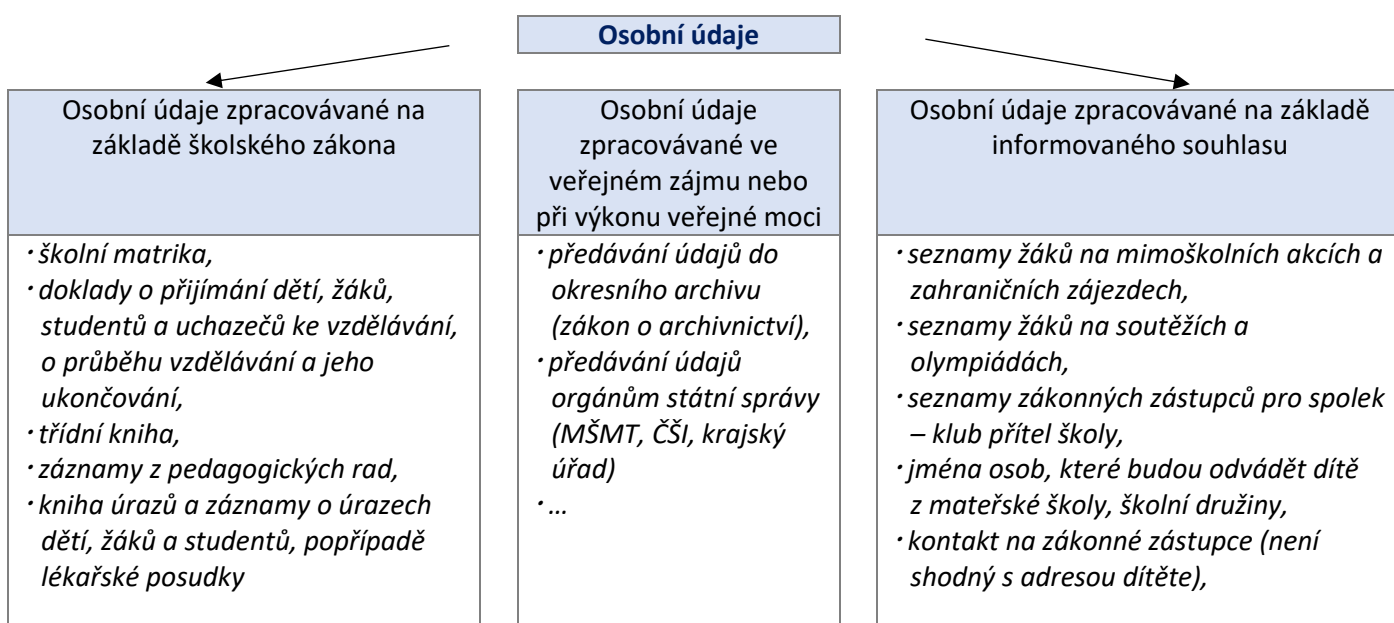 Osobní údaje
Osobní údaje zpracovávané na
základě školského zákona
· školní matrika,
· doklady o přijímání dětí, žáků,
studentů a uchazečů ke vzdělávání,
o průběhu vzdělávání a jeho
ukončování,
· třídní kniha,
· záznamy z pedagogických rad,
· kniha úrazů a záznamy o úrazech
dětí, žáků a studentů, popřípadě
lékařské posudky
Osobní údaje
zpracovávané ve
veřejném zájmu nebo
při výkonu veřejné moci
· předávání údajů do
okresního archivu
(zákon o archivnictví),
· předávání údajů
orgánům státní správy
(MŠMT, ČŠI, krajský
úřad)
· …
Osobní údaje zpracovávané na základě
informovaného souhlasu
· seznamy žáků na mimoškolních akcích a
zahraničních zájezdech,
· seznamy žáků na soutěžích a
olympiádách,
· seznamy zákonných zástupců pro spolek
– klub přítel školy,
· jména osob, které budou odvádět dítě
z mateřské školy, školní družiny,
· kontakt na zákonné zástupce (není
shodný s adresou dítěte),